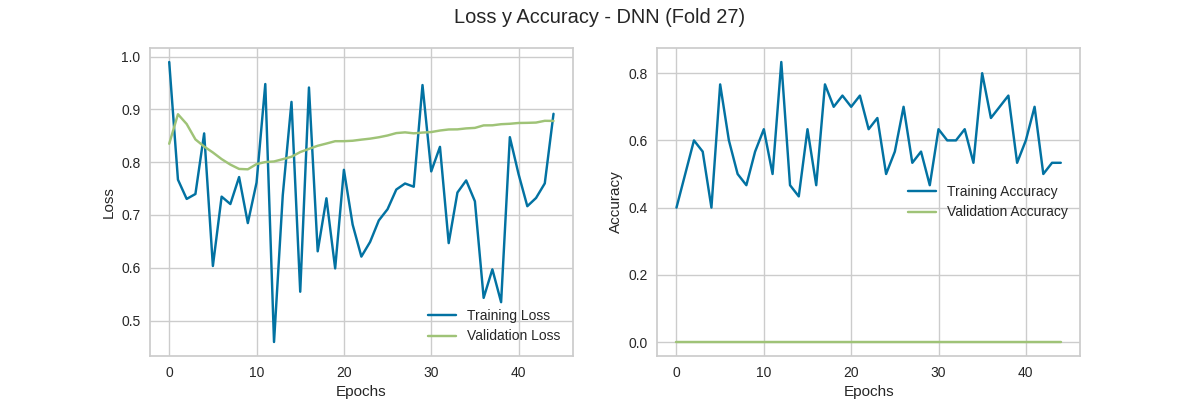 Loss y Accuracy - DNN (Fold 27)
1.0
0.9
0.8
0.7
0.6
0.5
Loss
0 10 20 30 40
Epochs
Training Loss
Validation Loss
0.8
0.6
0.4
0.2
0.0
Accuracy
0 10 20 30 40
Epochs
Training Accuracy
Validation Accuracy